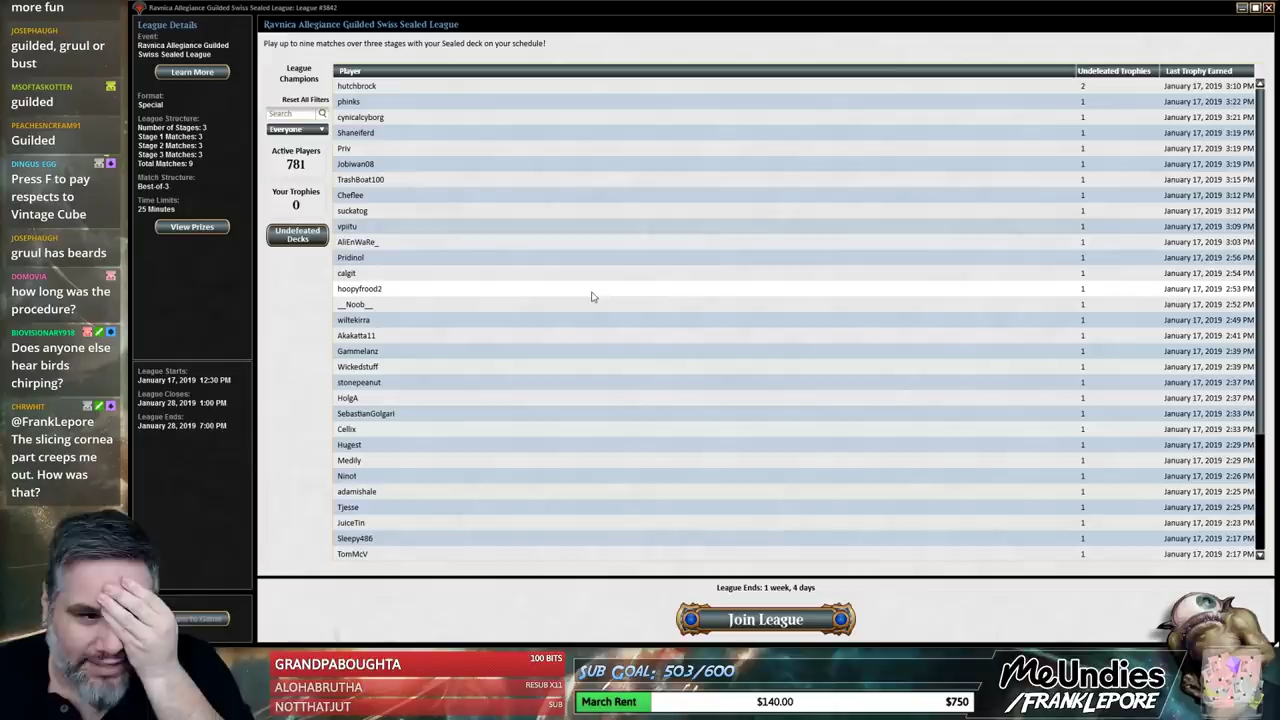 more fun
JOSEPHAUGH
guilded, gruul or
bust
MSOFTASKOTTEN
guilded
PEACHESNCREAM91
Guilded
DINGUS_EGG
Press F to pay
respects to
Vintage Cube
JOSEPHAUGH
gruul has beards
DOMOVIA
how long was the
procedure?
BIOVISIONARY918
Does anyone else
hear birds
chirping?
CHRWHIT
@FrankLepore
The slicing cornea
part creeps me
out. How was
that?
Ravnica Allegiance Guilded Swiss Sealed League: League #3842
League Details
Event:
Ravnica Allegiance Guilded
Swiss Sealed League
Learn More
Format:
Special
League Structure:
Number of Stages: 3
Stage 1 Matches: 3
Stage 2 Matches: 3
Stage 3 Matches: 3
Total Matches: 9
Match Structure:
Best-of-3
Time Limits:
25 Minutes
View Prizes
League Starts:
January 17, 2019 12:30 PM
League Closes:
January 28, 2019 1:00 PM
League Ends:
January 28, 2019 7:00 PM
to Game
Ravnica Allegiance Guilded Swiss Sealed League
Play up to nine matches over three stages with your Sealed deck on your schedule!
League
Champions
Reset All Filters
Search
Everyone
Active Players
781
Your Trophies
0
Undefeated
Decks
Player Undefeated Trophies Last Trophy Earned
hutchbrock 2 January 17, 2019 3:10 PM
phinks 1 January 17, 2019 3:22 PM
cynicalcyborg 1 January 17, 2019 3:21 PM
Shaneiferd 1 January 17, 2019 3:19 PM
Priv 1 January 17, 2019 3:19 PM
Jobiwan08 1 January 17, 2019 3:19 PM
TrashBoat100 1 January 17, 2019 3:15 PM
Cheflee 1 January 17, 2019 3:12 PM
suckatog 1 January 17, 2019 3:12 PM
vpiitu 1 January 17, 2019 3:09 PM
AliEnWaRe_ 1 January 17, 2019 3:03 PM
Pridinol 1 January 17, 2019 2:56 PM
calgit 1 January 17, 2019 2:54 PM
hoopyfrood2 1 January 17, 2019 2:53 PM
__Noob__ 1 January 17, 2019 2:52 PM
wiltekirra 1 January 17, 2019 2:49 PM
Akakatta11 1 January 17, 2019 2:41 PM
Gammelanz 1 January 17, 2019 2:39 PM
Wickedstuff 1 January 17, 2019 2:39 PM
stonepeanut 1 January 17, 2019 2:37 PM
HolgA 1 January 17, 2019 2:37 PM
SebastianGolgari 1 January 17, 2019 2:33 PM
Cellix 1 January 17, 2019 2:33 PM
Hugest 1 January 17, 2019 2:29 PM
Medily 1 January 17, 2019 2:29 PM
Ninot 1 January 17, 2019 2:26 PM
adamishale 1 January 17, 2019 2:25 PM
Tjesse 1 January 17, 2019 2:25 PM
JuiceTin 1 January 17, 2019 2:23 PM
Sleepy486 1 January 17, 2019 2:17 PM
TomMcV 1 January 17, 2019 2:17 PM
League Ends: 1 week, 4 days
Join League
GRANDPABOUGHTA 100 BITS
ALOHABRUTHA RESUB X11
NOTTHATJUT SUB
SUB GOAL: 503/600
March Rent $140.00 $750
MeUndies
/FRANKLEPORE